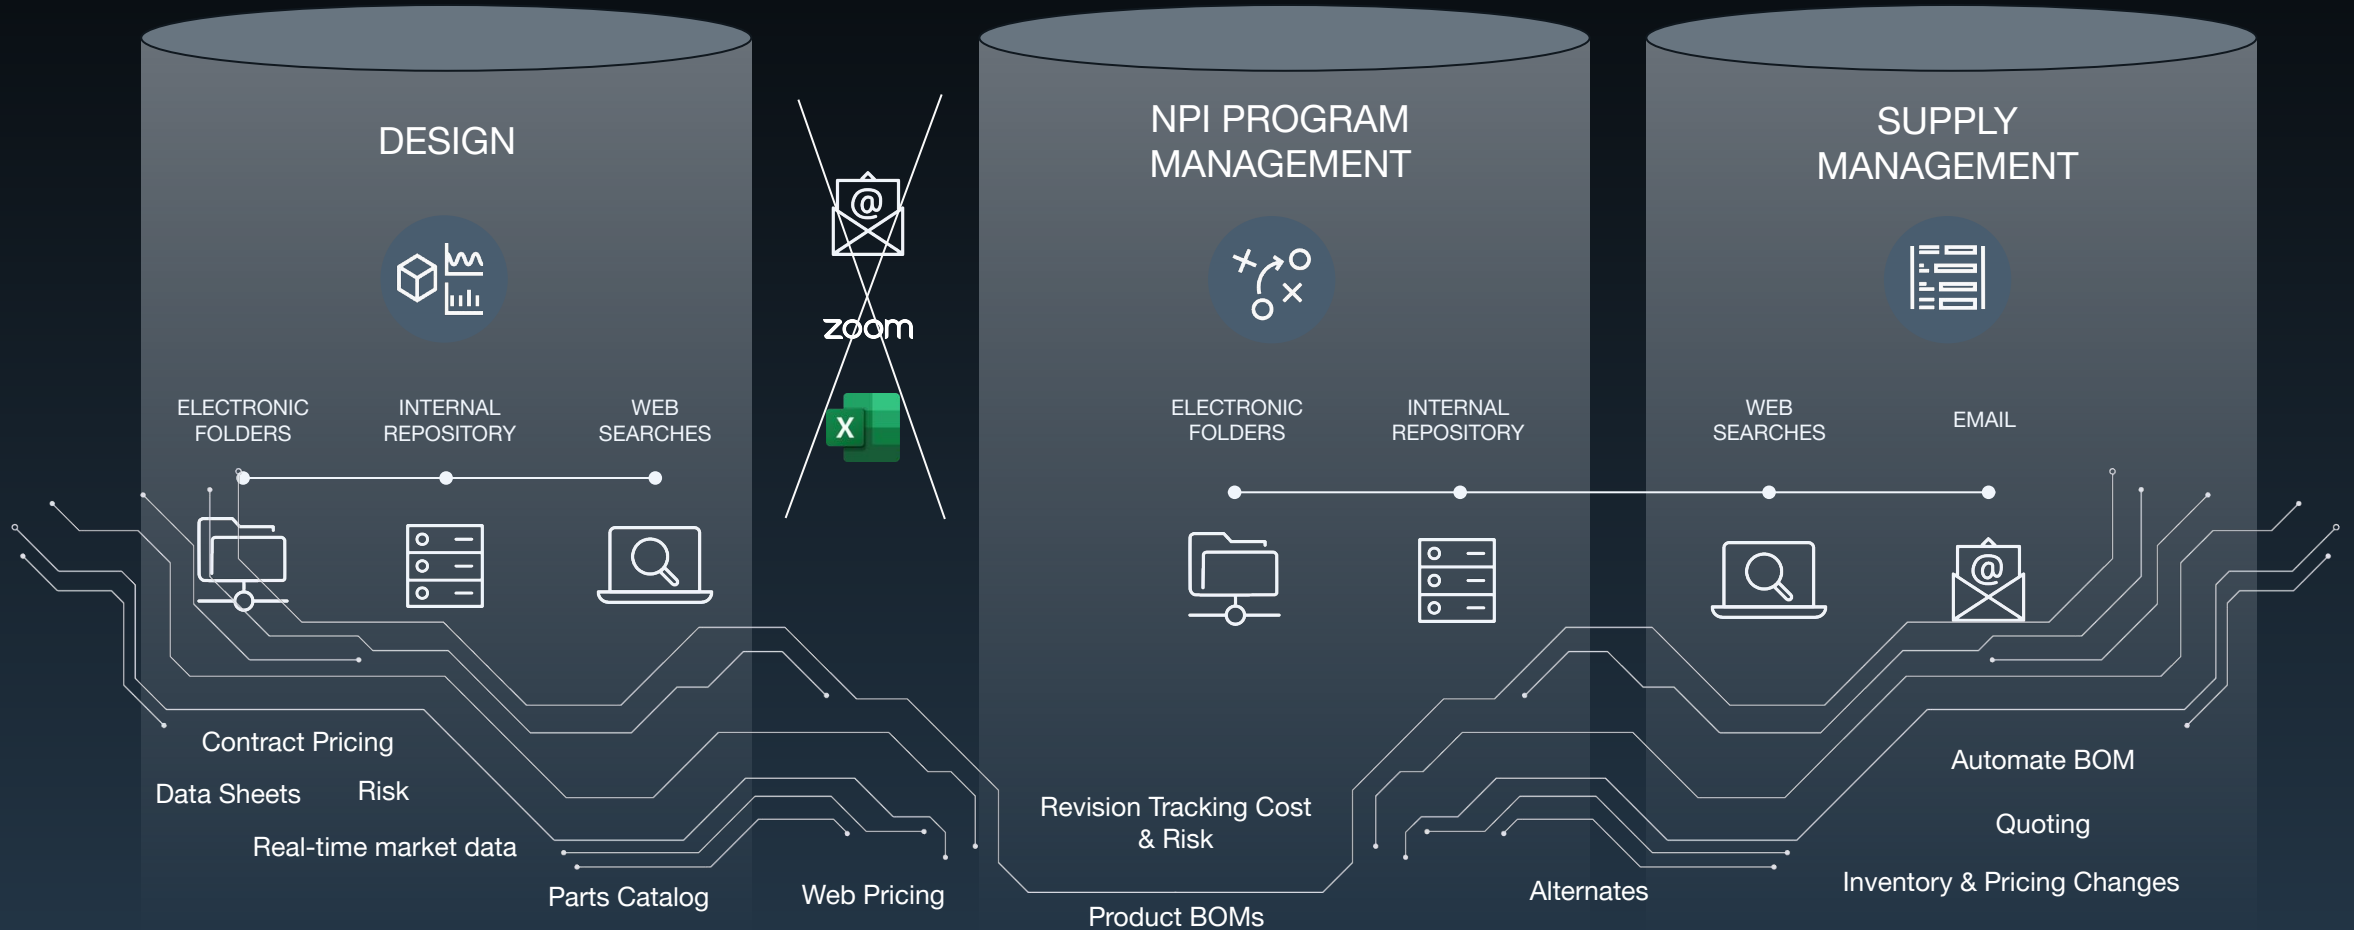 DESIGN
NPI PROGRAM
MANAGEMENT
SUPPLY
MANAGEMENT
@
zoom
X
ELECTRONIC
FOLDERS
INTERNAL
REPOSITORY
WEB
SEARCHES
ELECTRONIC
FOLDERS
INTERNAL
REPOSITORY
WEB
SEARCHES
EMAIL
@
Contract Pricing
Data Sheets
Risk
Real-time market data
Parts Catalog
Web Pricing
Revision Tracking Cost
& Risk
Product BOMs
Alternates
Automate BOM
Quoting
Inventory & Pricing Changes